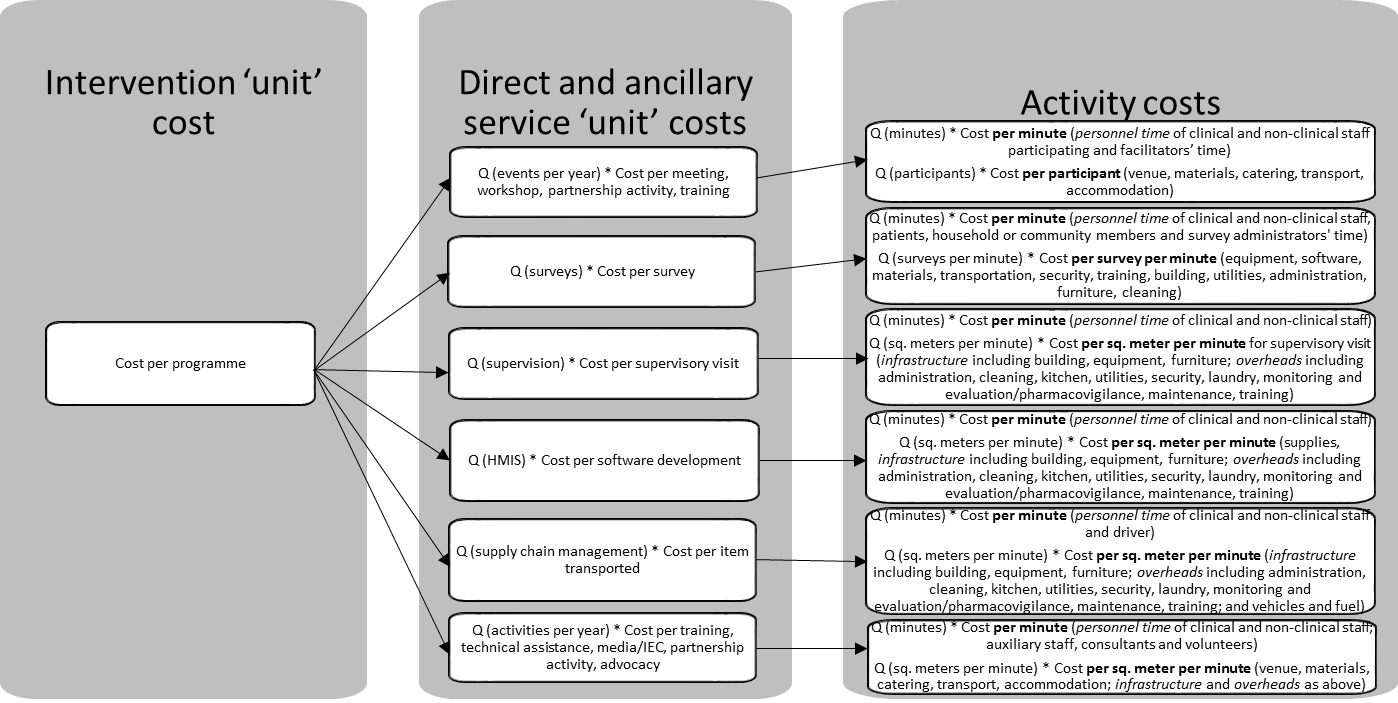 Intervention ‘unit’
cost
Cost per programme
Direct and ancillary
service ‘unit’ costs
Q (events per year) * Cost per meeting,
workshop, partnership activity, training
Q (surveys) * Cost per survey
Q (supervision) * Cost per supervisory visit
Q (HMIS) * Cost per software development
Q (supply chain management) * Cost per item
transported
Q (activities per year) * Cost per training,
technical assistance, media/IEC, partnership
activity, advocacy
Activity costs
Q (minutes) * Cost per minute (personnel time of clinical and non-clinical staff
participating and facilitators’ time)
Q (participants) * Cost per participant (venue, materials, catering, transport,
accommodation)
Q (minutes) * Cost per minute (personnel time of clinical and non-clinical staff,
patients, household or community members and survey administrators' time)
Q (surveys per minute) * Cost per survey per minute (equipment, software,
materials, transportation, security, training, building, utilities, administration,
furniture, cleaning)
Q (minutes) * Cost per minute (personnel time of clinical and non-clinical staff)
Q (sq. meters per minute) * Cost per sq. meter per minute for supervisory visit
(infrastructure including building, equipment, furniture; overheads including
administration, cleaning, kitchen, utilities, security, laundry, monitoring and
evaluation/pharmacovigilance, maintenance, training)
Q (minutes) * Cost per minute (personnel time of clinical and non-clinical staff)
Q (sq. meters per minute) * Cost per sq. meter per minute (supplies,
infrastructure including building, equipment, furniture; overheads including
administration, cleaning, kitchen, utilities, security, laundry, monitoring and
evaluation/pharmacovigilance, maintenance, training)
Q (minutes) * Cost per minute (personnel time of clinical and non-clinical staff
and driver)
Q (sq. meters per minute) * Cost per sq. meter per minute (infrastructure
including building, equipment, furniture; overheads including administration,
cleaning, kitchen, utilities, security, laundry, monitoring and
evaluation/pharmacovigilance, maintenance, training; and vehicles and fuel)
Q (minutes) * Cost per minute (personnel time of clinical and non-clinical staff;
auxiliary staff, consultants and volunteers)
Q (sq. meters per minute) * Cost per sq. meter per minute (venue, materials,
catering, transport, accommodation; infrastructure and overheads as above)